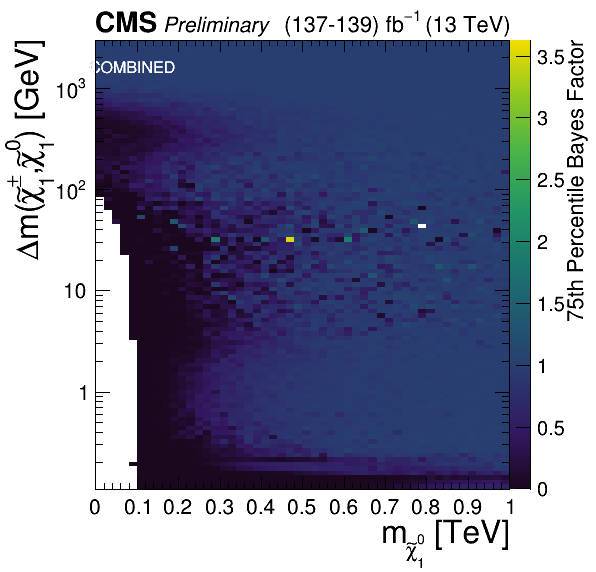 CMS Preliminary (137-139) fb⁻¹ (13 TeV)
COMBINED
Δm(χ̃₁±,χ̃₁⁰) [GeV]
10³
10²
10
1
0 0.1 0.2 0.3 0.4 0.5 0.6 0.7 0.8 0.9 1
m_χ̃₁⁰ [TeV]
3.5
3
2.5
2
1.5
1
0.5
0
75th Percentile Bayes Factor